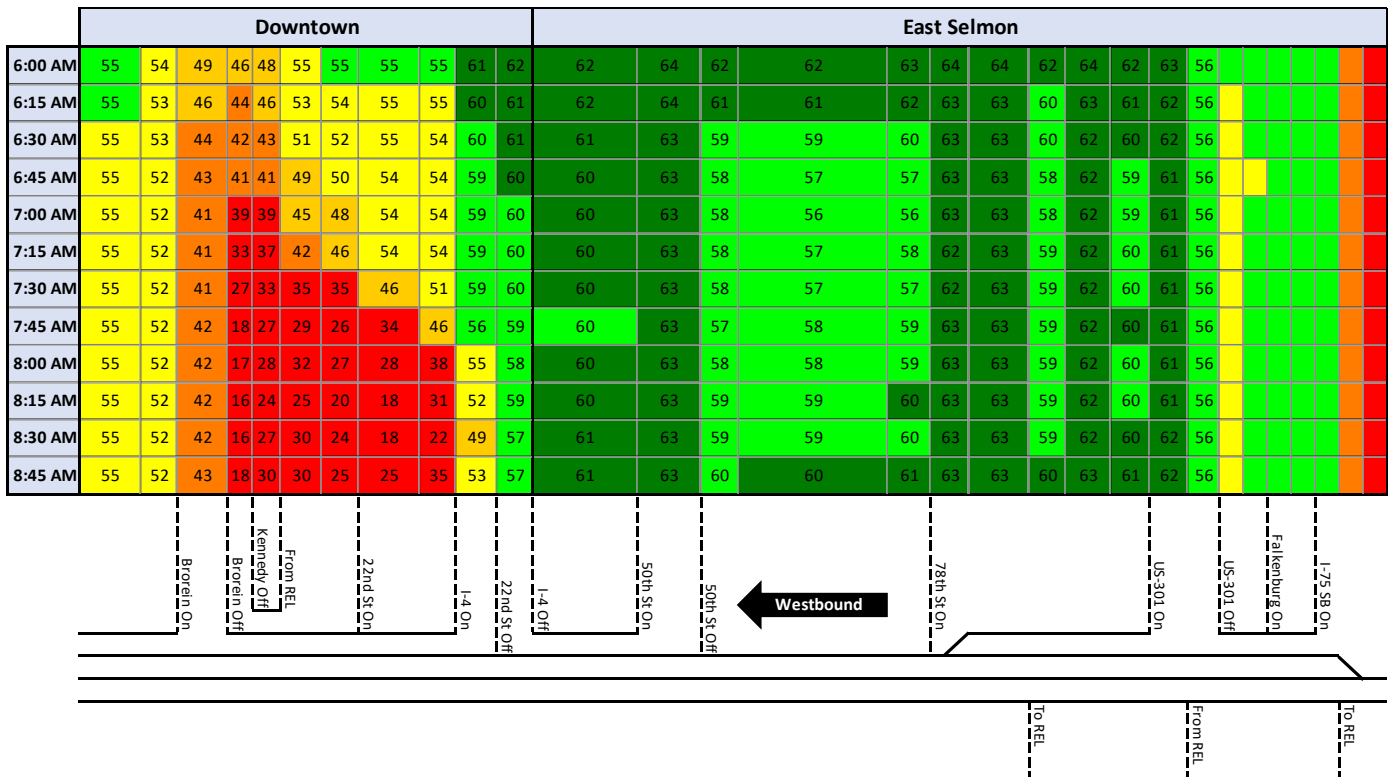 Downtown East Selmon
6:00 AM 55 54 49 46 48 55 55 55 55 61 62 62 64 62 62 63 64 64 62 64 62 63 56
6:15 AM 55 53 46 44 46 53 54 55 55 60 61 62 64 61 61 62 63 63 60 63 61 62 56
6:30 AM 55 53 44 42 43 51 52 55 54 60 61 61 63 59 59 60 63 63 60 62 60 62 56
6:45 AM 55 52 43 41 41 49 50 54 54 59 60 60 63 58 57 57 63 63 58 62 59 61 56
7:00 AM 55 52 41 39 39 45 48 54 54 59 60 60 63 58 56 56 63 63 58 62 59 61 56
7:15 AM 55 52 41 33 37 42 46 54 54 59 60 60 63 58 57 58 62 63 59 62 60 61 56
7:30 AM 55 52 41 27 33 35 35 46 51 59 60 60 63 58 57 57 62 63 59 62 60 61 56
7:45 AM 55 52 42 18 27 29 26 34 46 56 59 60 63 57 58 59 63 63 59 62 60 61 56
8:00 AM 55 52 42 17 28 32 27 28 38 55 58 60 63 58 58 59 63 63 59 62 60 61 56
8:15 AM 55 52 42 16 24 25 20 18 31 52 59 60 63 59 59 60 63 63 59 62 60 61 56
8:30 AM 55 52 42 16 27 30 24 18 22 49 57 61 63 59 59 60 63 63 59 62 60 62 56
8:45 AM 55 52 43 18 30 30 25 25 35 53 57 61 63 60 60 61 63 63 60 63 61 62 56
Brorein On
Brorein Off
Kennedy Off
From REL
22nd St On
I-4 On
22nd St Off
I-4 Off
50th St On
50th St Off
Westbound
78th St On
US-301 On
US-301 Off
Falkenburg On
I-75 SB On
To REL
From REL
To REL